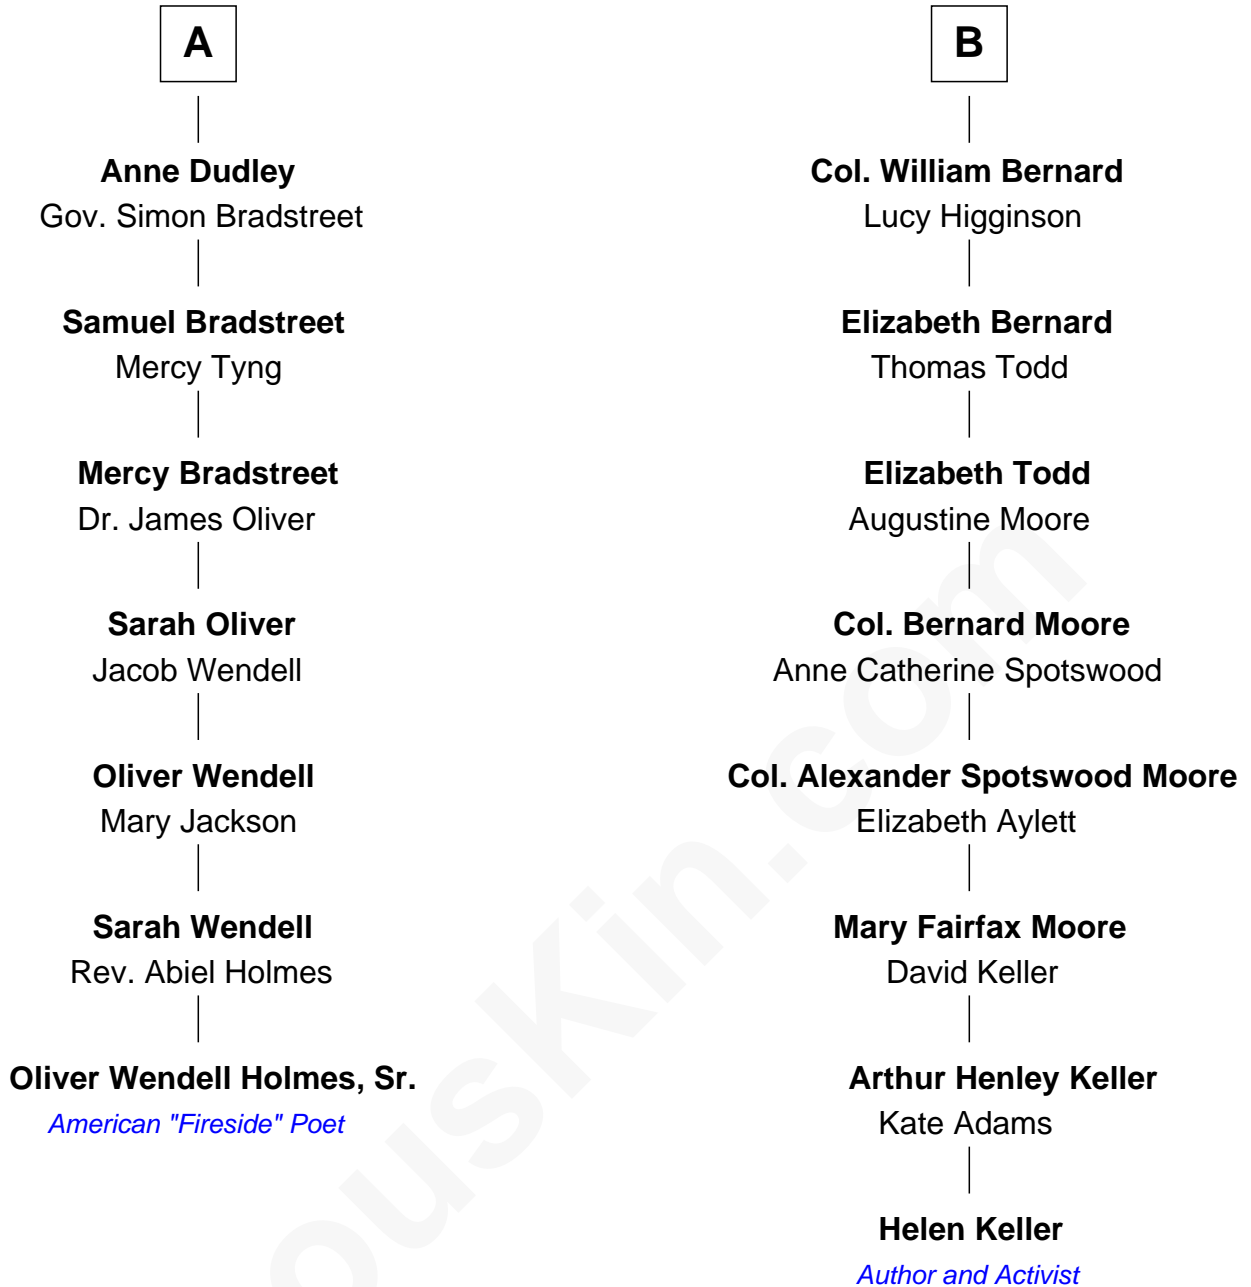 A
Anne Dudley
Gov. Simon Bradstreet
Samuel Bradstreet
Mercy Tyng
Mercy Bradstreet
Dr. James Oliver
Sarah Oliver
Jacob Wendell
Oliver Wendell
Mary Jackson
Sarah Wendell
Rev. Abiel Holmes
Oliver Wendell Holmes, Sr.
American "Fireside" Poet
B
Col. William Bernard
Lucy Higginson
Elizabeth Bernard
Thomas Todd
Elizabeth Todd
Augustine Moore
Col. Bernard Moore
Anne Catherine Spotswood
Col. Alexander Spotswood Moore
Elizabeth Aylett
Mary Fairfax Moore
David Keller
Arthur Henley Keller
Kate Adams
Helen Keller
Author and Activist
ousKin.com